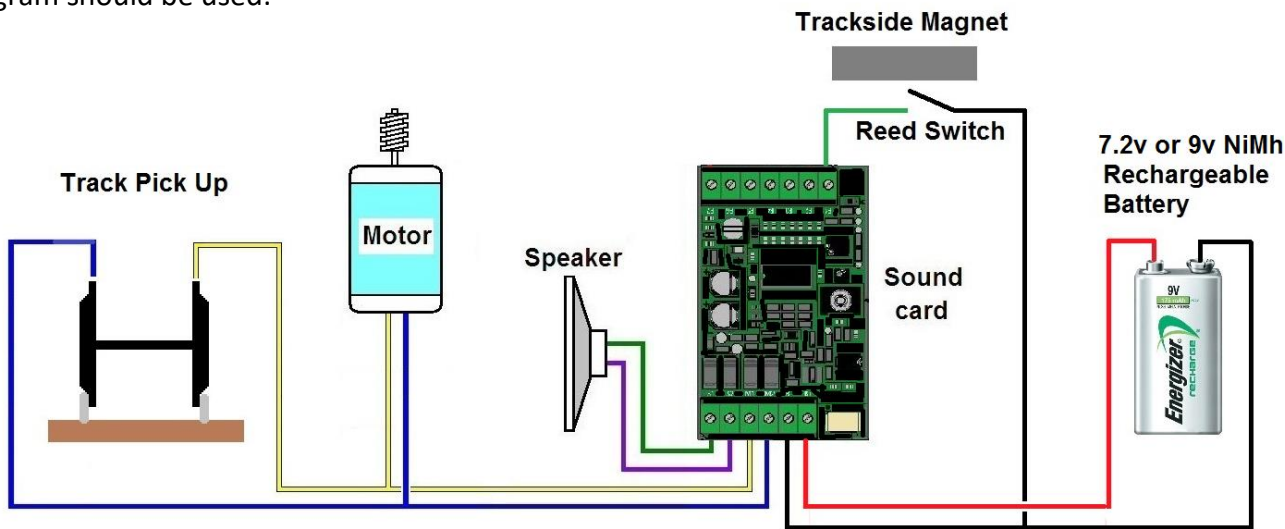 gram should be used.
Trackside Magnet
Reed Switch
7.2v or 9v NiMh
Rechargeable
Battery
Track Pick Up
Motor
Speaker
Sound
card
9V
Energizer
RECHARGE